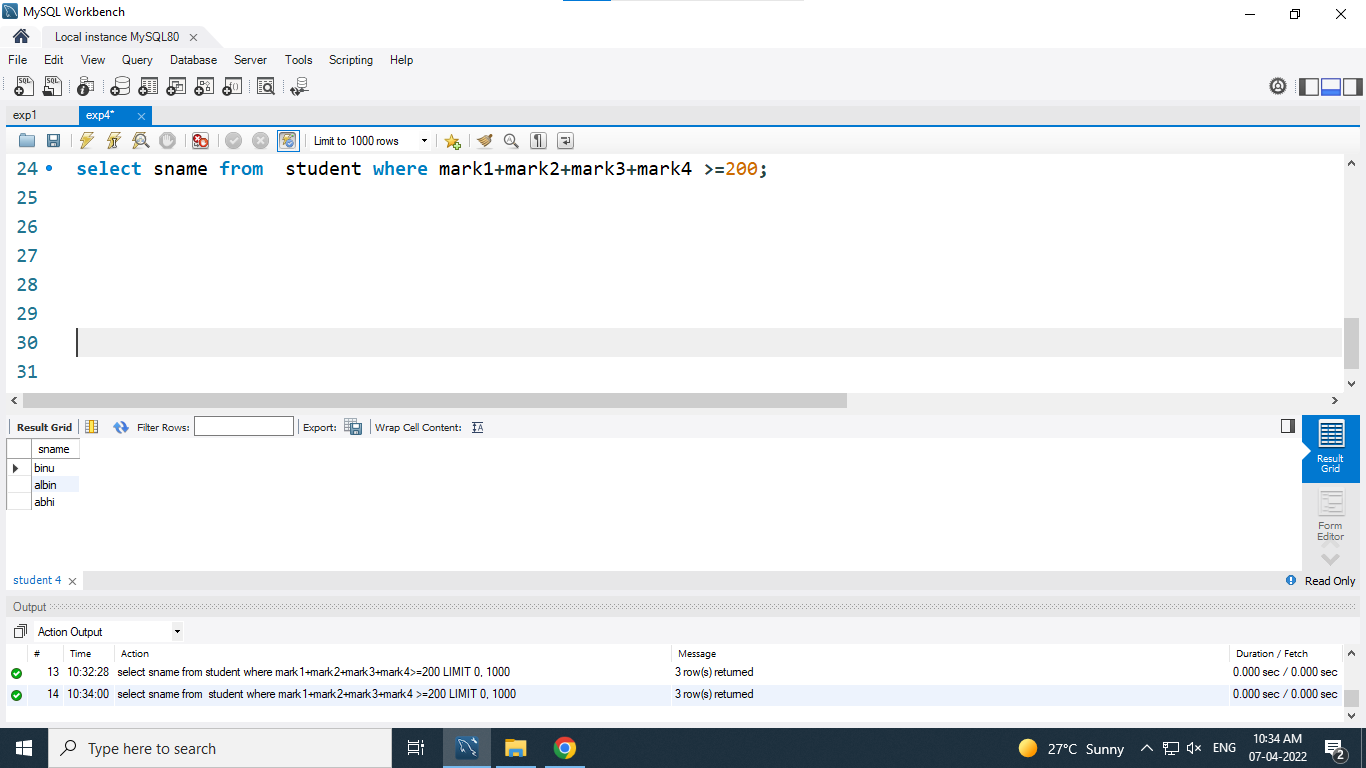 MySQL Workbench
Local instance MySQL80
File Edit View Query Database Server Tools Scripting Help
exp1 exp4*
Limit to 1000 rows
24 select sname from  student where mark1+mark2+mark3+mark4 >=200;
25
26
27
28
29
30
31
Result Grid Filter Rows: Export: Wrap Cell Content:
sname
binu
albin
abhi
Result
Grid
Form
Editor
student 4 Read Only
Output
Action Output
# Time Action Message Duration / Fetch
13 10:32:28 select sname from student where mark1+mark2+mark3+mark4>=200 LIMIT 0, 1000 3 row(s) returned 0.000 sec / 0.000 sec
14 10:34:00 select sname from  student where mark1+mark2+mark3+mark4 >=200 LIMIT 0, 1000 3 row(s) returned 0.000 sec / 0.000 sec
Type here to search 27°C Sunny ENG 10:34 AM
07-04-2022 2